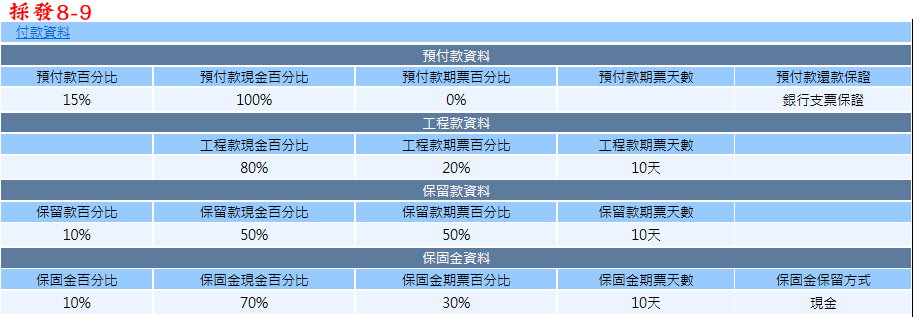 採發8-9
付款資料
預付款資料
預付款百分比 預付款現金百分比 預付款期票百分比 預付款期票天數 預付款還款保證
15% 100% 0% 銀行支票保證
工程款資料
工程款現金百分比 工程款期票百分比 工程款期票天數
80% 20% 10天
保留款資料
保留款百分比 保留款現金百分比 保留款期票百分比 保留款期票天數
10% 50% 50% 10天
保固金資料
保固金百分比 保固金現金百分比 保固金期票百分比 保固金期票天數 保固金保留方式
10% 70% 30% 10天 現金